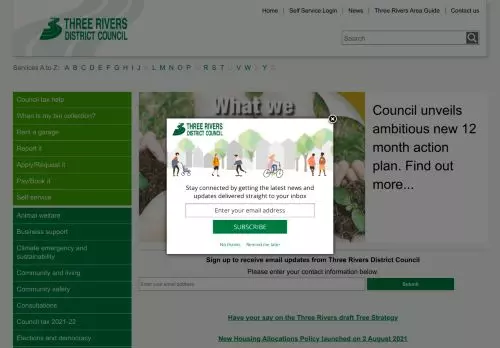 Home | Self Service Login | News | Three Rivers Area Guide | Contact us
THREE RIVERS
DISTRICT COUNCIL
Search
Services A to Z: A B C D E F G H I J K L M N O P Q R S T U V W X Y Z
Council tax help
When is my bin collection?
Rent a garage
Report it
Apply/Request it
Pay/Book it
Self service
Animal welfare
Business support
Climate emergency and
sustainability
Community and living
Community safety
Consultations
Council tax 2021-22
Elections and democracy
What we
Council unveils
ambitious new 12
month action
plan. Find out
more...
THREE RIVERS
DISTRICT COUNCIL
Stay connected by getting the latest news and
updates delivered straight to your inbox
Enter your email address
SUBSCRIBE
No thanks Remind me later
Sign up to receive email updates from Three Rivers District Council
Please enter your contact information below
Enter your email address
Submit
Have your say on the Three Rivers draft Tree Strategy
New Housing Allocations Policy launched on 2 August 2021